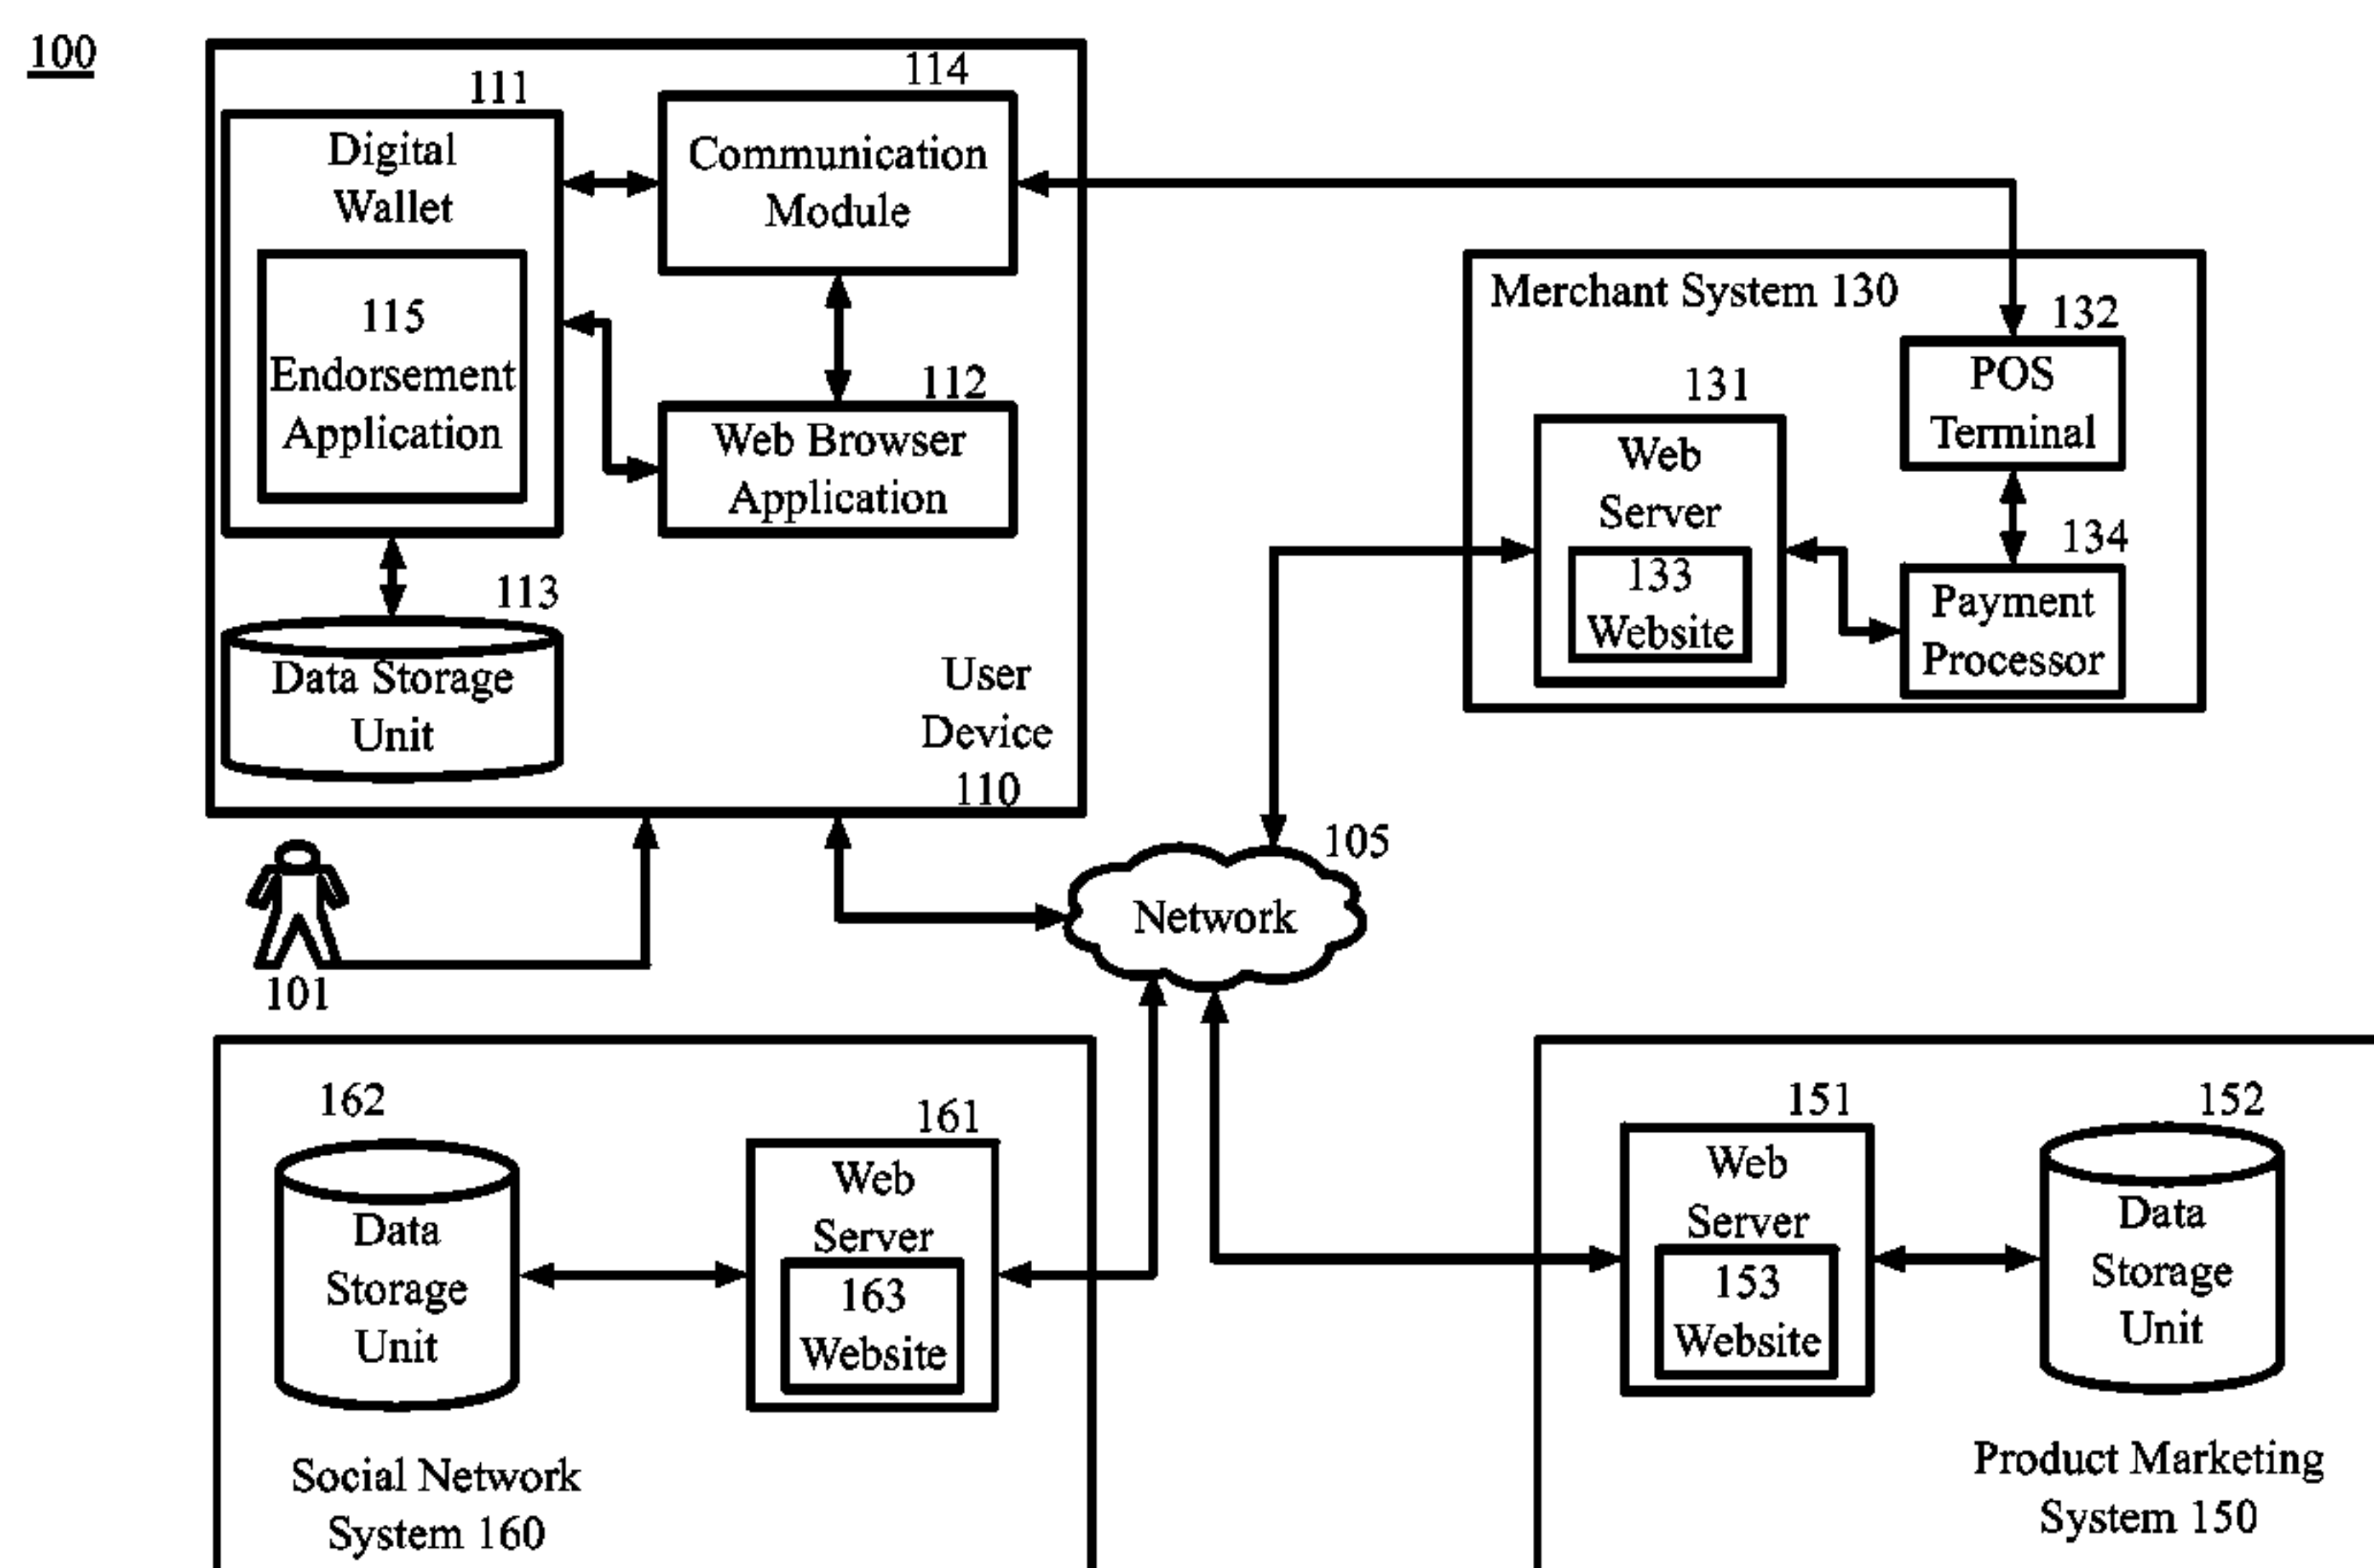 100
111
Digital
Wallet
115
Endorsement
Application
114
Communication
Module
112
Web Browser
Application
113
Data Storage
Unit
User
Device
110
101
Merchant System 130
131
Web
Server
133
Website
132
POS
Terminal
134
Payment
Processor
105
Network
162
Data
Storage
Unit
161
Web
Server
163
Website
Social Network
System 160
151
Web
Server
153
Website
152
Data
Storage
Unit
Product Marketing
System 150